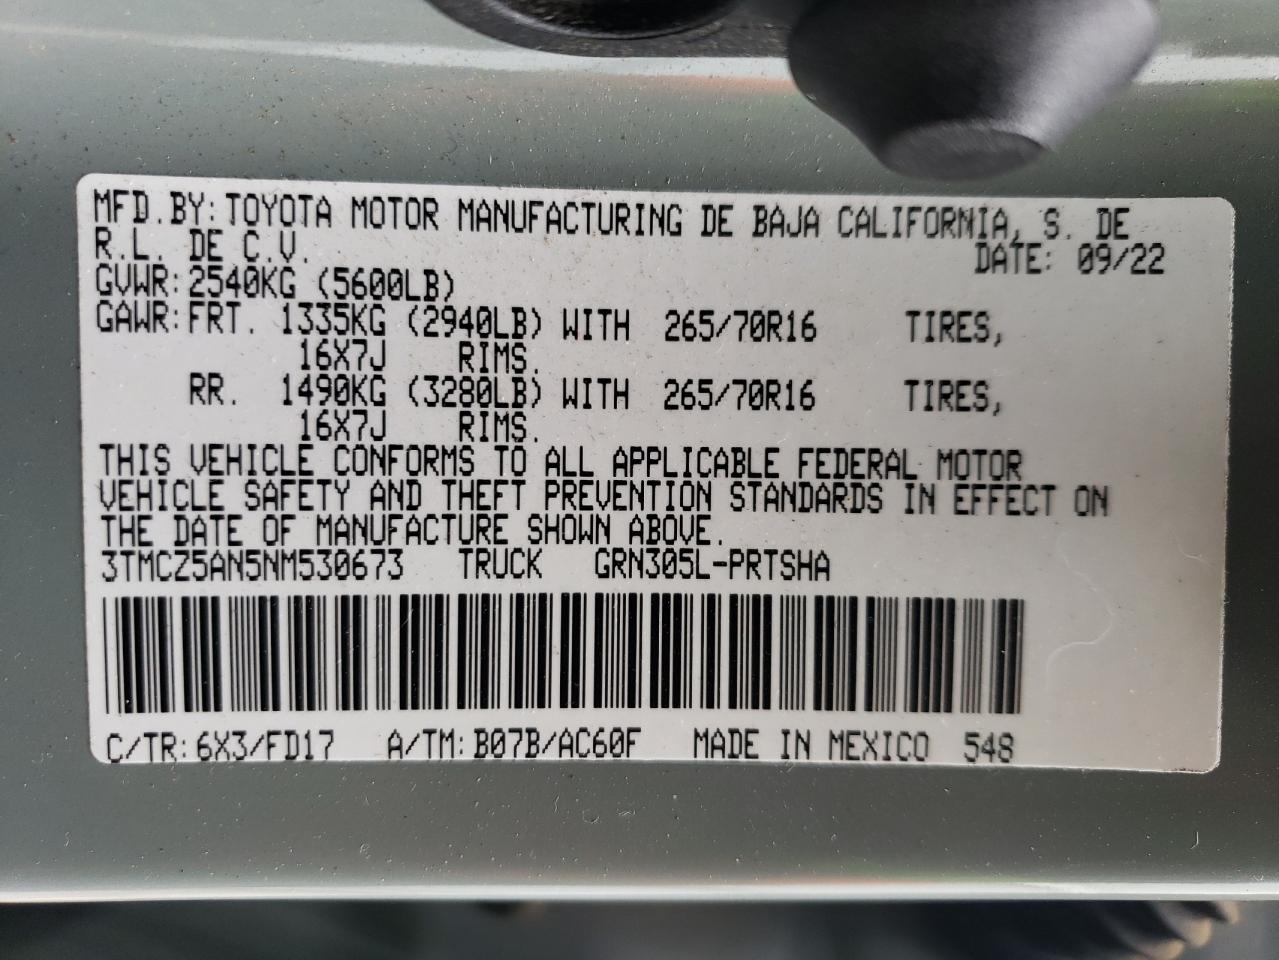 MFD.BY:TOYOTA MOTOR MANUFACTURING DE BAJA CALIFORNIA, S. DE
R.L. DE C.V. DATE: 09/22
GVWR:2540KG (5600LB)
GAWR:FRT. 1335KG (2940LB) WITH 265/70R16 TIRES,
16X7J RIMS.
RR. 1490KG (3280LB) WITH 265/70R16 TIRES,
16X7J RIMS.
THIS VEHICLE CONFORMS TO ALL APPLICABLE FEDERAL MOTOR
VEHICLE SAFETY AND THEFT PREVENTION STANDARDS IN EFFECT ON
THE DATE OF MANUFACTURE SHOWN ABOVE.
3TMCZ5AN5NM530673 TRUCK GRN305L-PRTSHA
C/TR:6X3/FD17 A/TM:B07B/AC60F MADE IN MEXICO 548